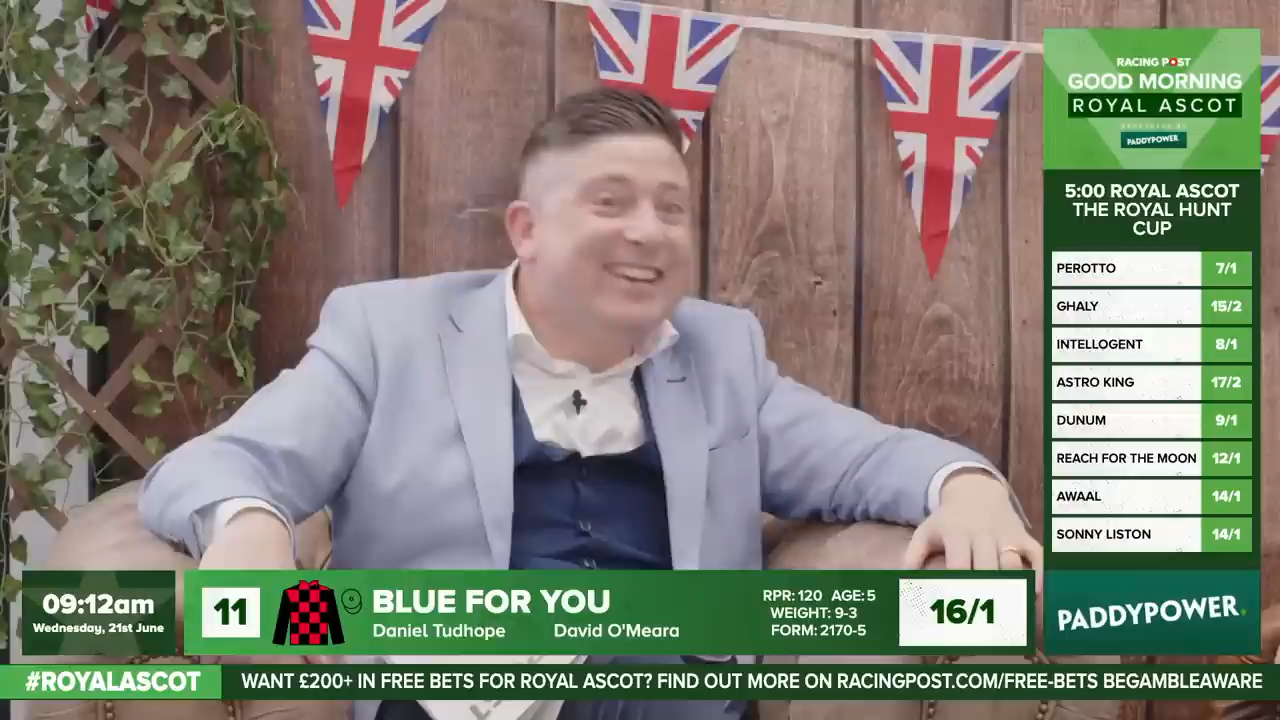 RACING POST
GOOD MORNING
ROYAL ASCOT
PADDYPOWER
5:00 ROYAL ASCOT
THE ROYAL HUNT
CUP
PEROTTO 7/1
GHALY 15/2
INTELLOGENT 8/1
ASTRO KING 17/2
DUNUM 9/1
REACH FOR THE MOON 12/1
AWAAL 14/1
SONNY LISTON 14/1
PADDYPOWER.
09:12am
Wednesday, 21st June
11
BLUE FOR YOU
Daniel Tudhope David O'Meara
RPR: 120 AGE: 5
WEIGHT: 9-3
FORM: 2170-5
16/1
#ROYALASCOT
WANT £200+ IN FREE BETS FOR ROYAL ASCOT? FIND OUT MORE ON RACINGPOST.COM/FREE-BETS BEGAMBLEAWARE